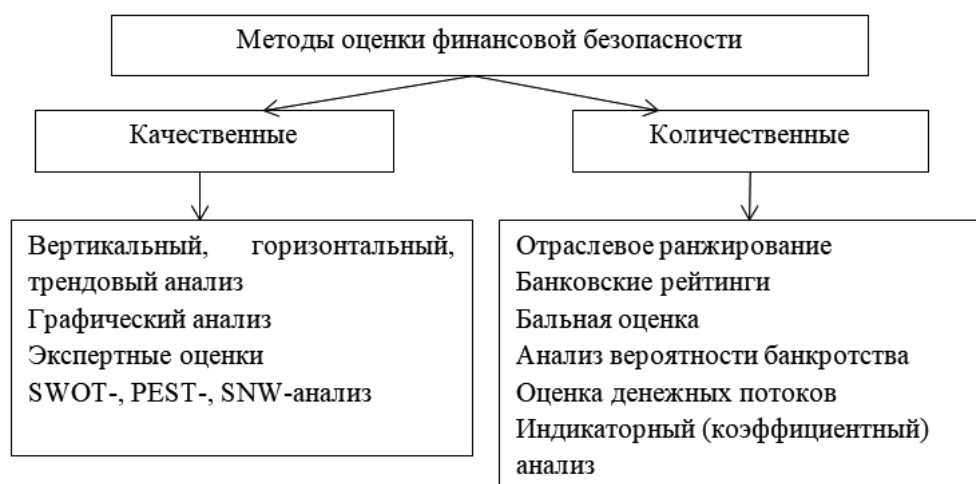 Методы оценки финансовой безопасности
Качественные
Количественные
Вертикальный, горизонтальный,
трендовый анализ
Графический анализ
Экспертные оценки
SWOT-, PEST-, SNW-анализ
Отраслевое ранжирование
Банковские рейтинги
Бальная оценка
Анализ вероятности банкротства
Оценка денежных потоков
Индикаторный (коэффициентный)
анализ